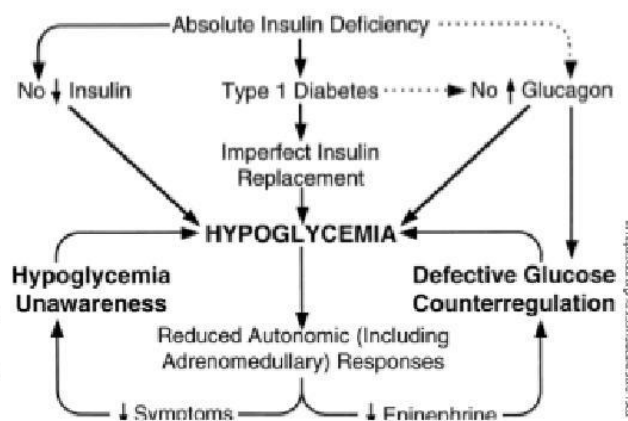 Absolute Insulin Deficiency
No ↓ Insulin
Type 1 Diabetes
No ↑ Glucagon
Imperfect Insulin
Replacement
HYPOGLYCEMIA
Hypoglycemia
Unawareness
Defective Glucose
Counterregulation
Reduced Autonomic (Including
Adrenomedullary) Responses
↓ Symptoms
↓ Epinephrine